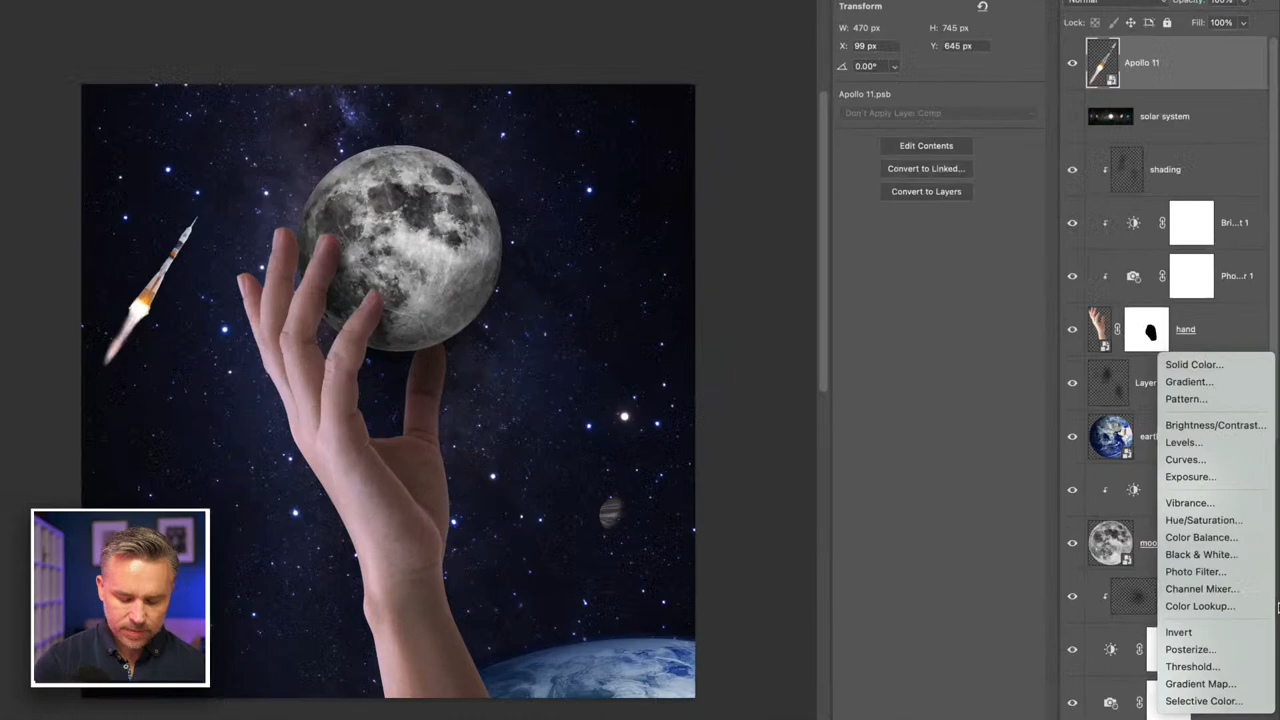 Transform
W: 470 px H: 745 px
X: 99 px Y: 645 px
0.00°
Apollo 11.psb
Don't Apply Layer Comp
Edit Contents
Convert to Linked...
Convert to Layers
Normal Opacity: 100%
Lock: Fill: 100%
Apollo 11
solar system
shading
Bri...t 1
Pho...r 1
hand
Layer
eart
moo
Solid Color...
Gradient...
Pattern...
Brightness/Contrast...
Levels...
Curves...
Exposure...
Vibrance...
Hue/Saturation...
Color Balance...
Black & White...
Photo Filter...
Channel Mixer...
Color Lookup...
Invert
Posterize...
Threshold...
Gradient Map...
Selective Color...